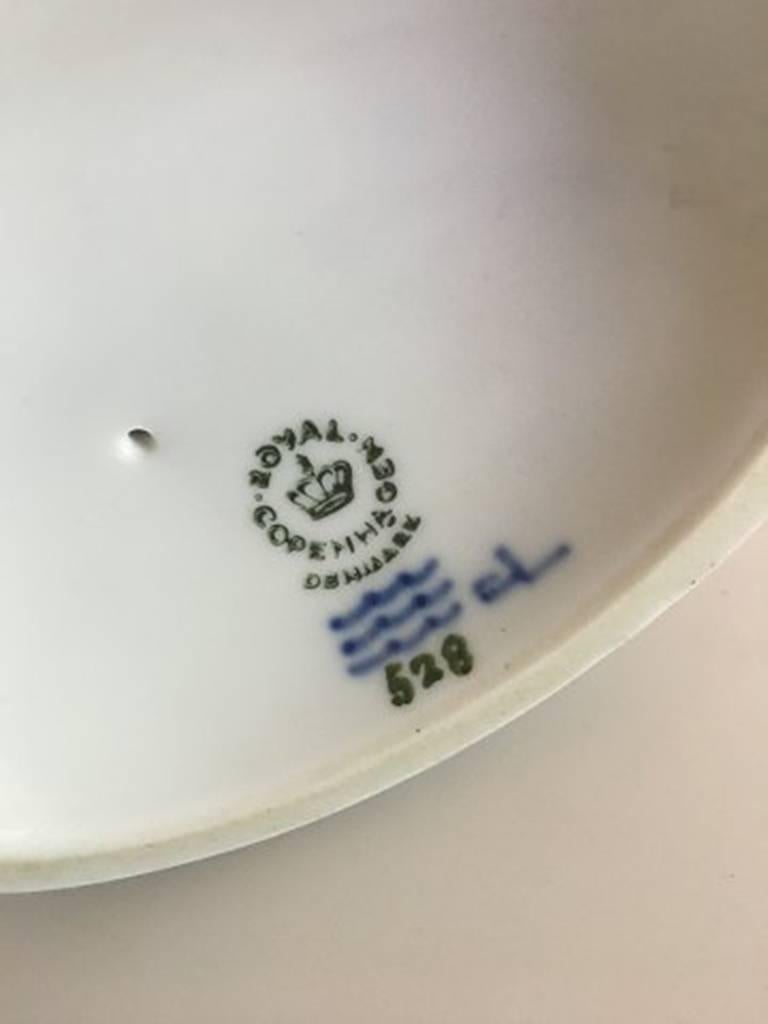 ROYAL · COPENHAGEN ·
DENMARK
528